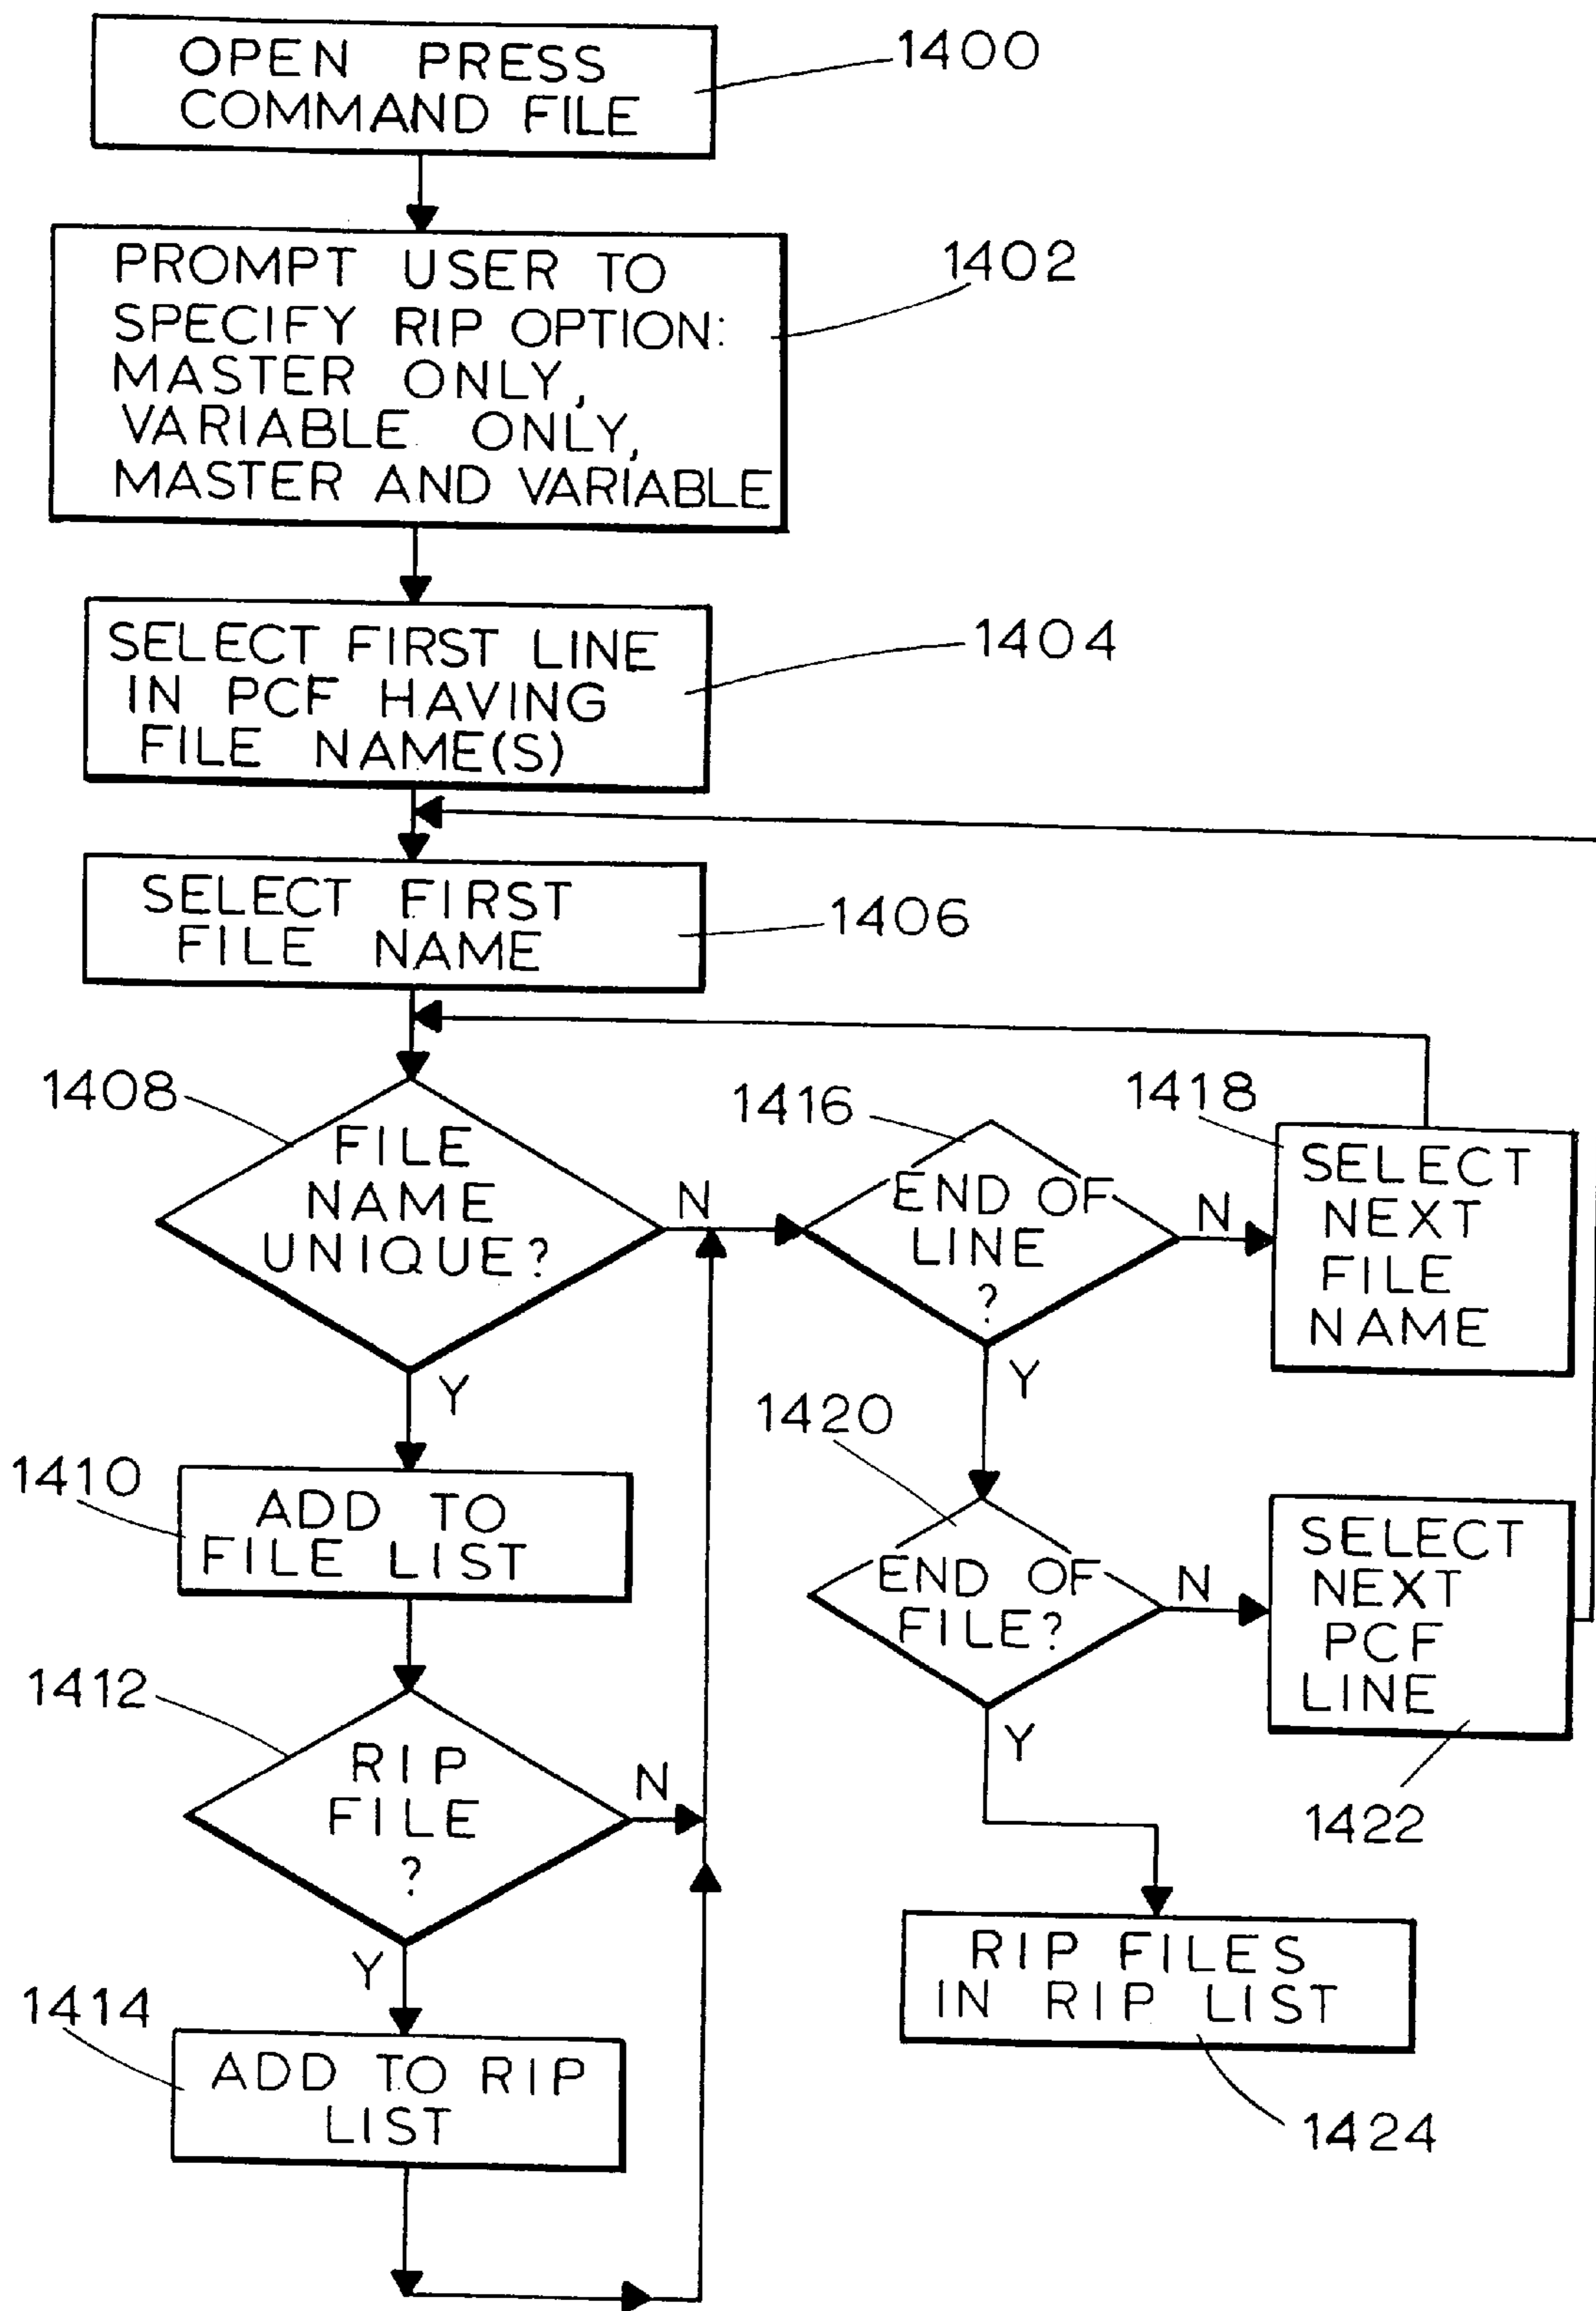 OPEN PRESS
COMMAND FILE
1400
PROMPT USER TO
SPECIFY RIP OPTION:
MASTER ONLY,
VARIABLE ONLY,
MASTER AND VARIABLE
1402
SELECT FIRST LINE
IN PCF HAVING
FILE NAME(S)
1404
SELECT FIRST
FILE NAME
1406
1408
FILE
NAME
UNIQUE?
N
Y
1416
END OF
LINE
?
N
Y
1418
SELECT
NEXT
FILE
NAME
1410
ADD TO
FILE LIST
1420
END OF
FILE?
N
Y
SELECT
NEXT
PCF
LINE
1422
1412
RIP
FILE
?
N
Y
1414
ADD TO RIP
LIST
RIP FILES
IN RIP LIST
1424